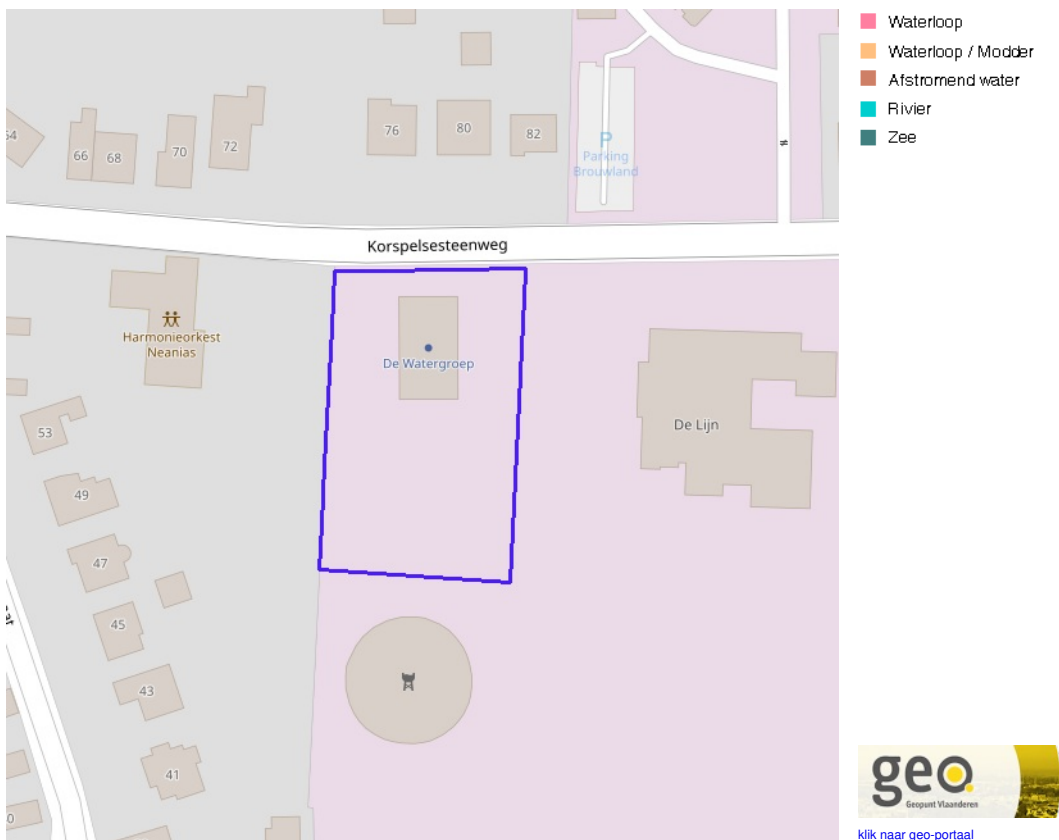 Waterloop
Waterloop / Modder
Afstromend water
Rivier
Zee
66
68
70
72
76
80
82
P
Parking
Brouwland
Korspelsesteenweg
Harmonieorkest
Neanias
De Watergroep
De Lijn
53
49
47
45
43
41
geo.
Geopunt Vlaanderen
klik naar geo-portaal